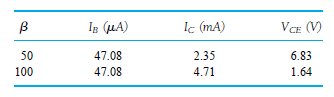 β I_B (μA) I_C (mA) V_CE (V)
50 47.08 2.35 6.83
100 47.08 4.71 1.64